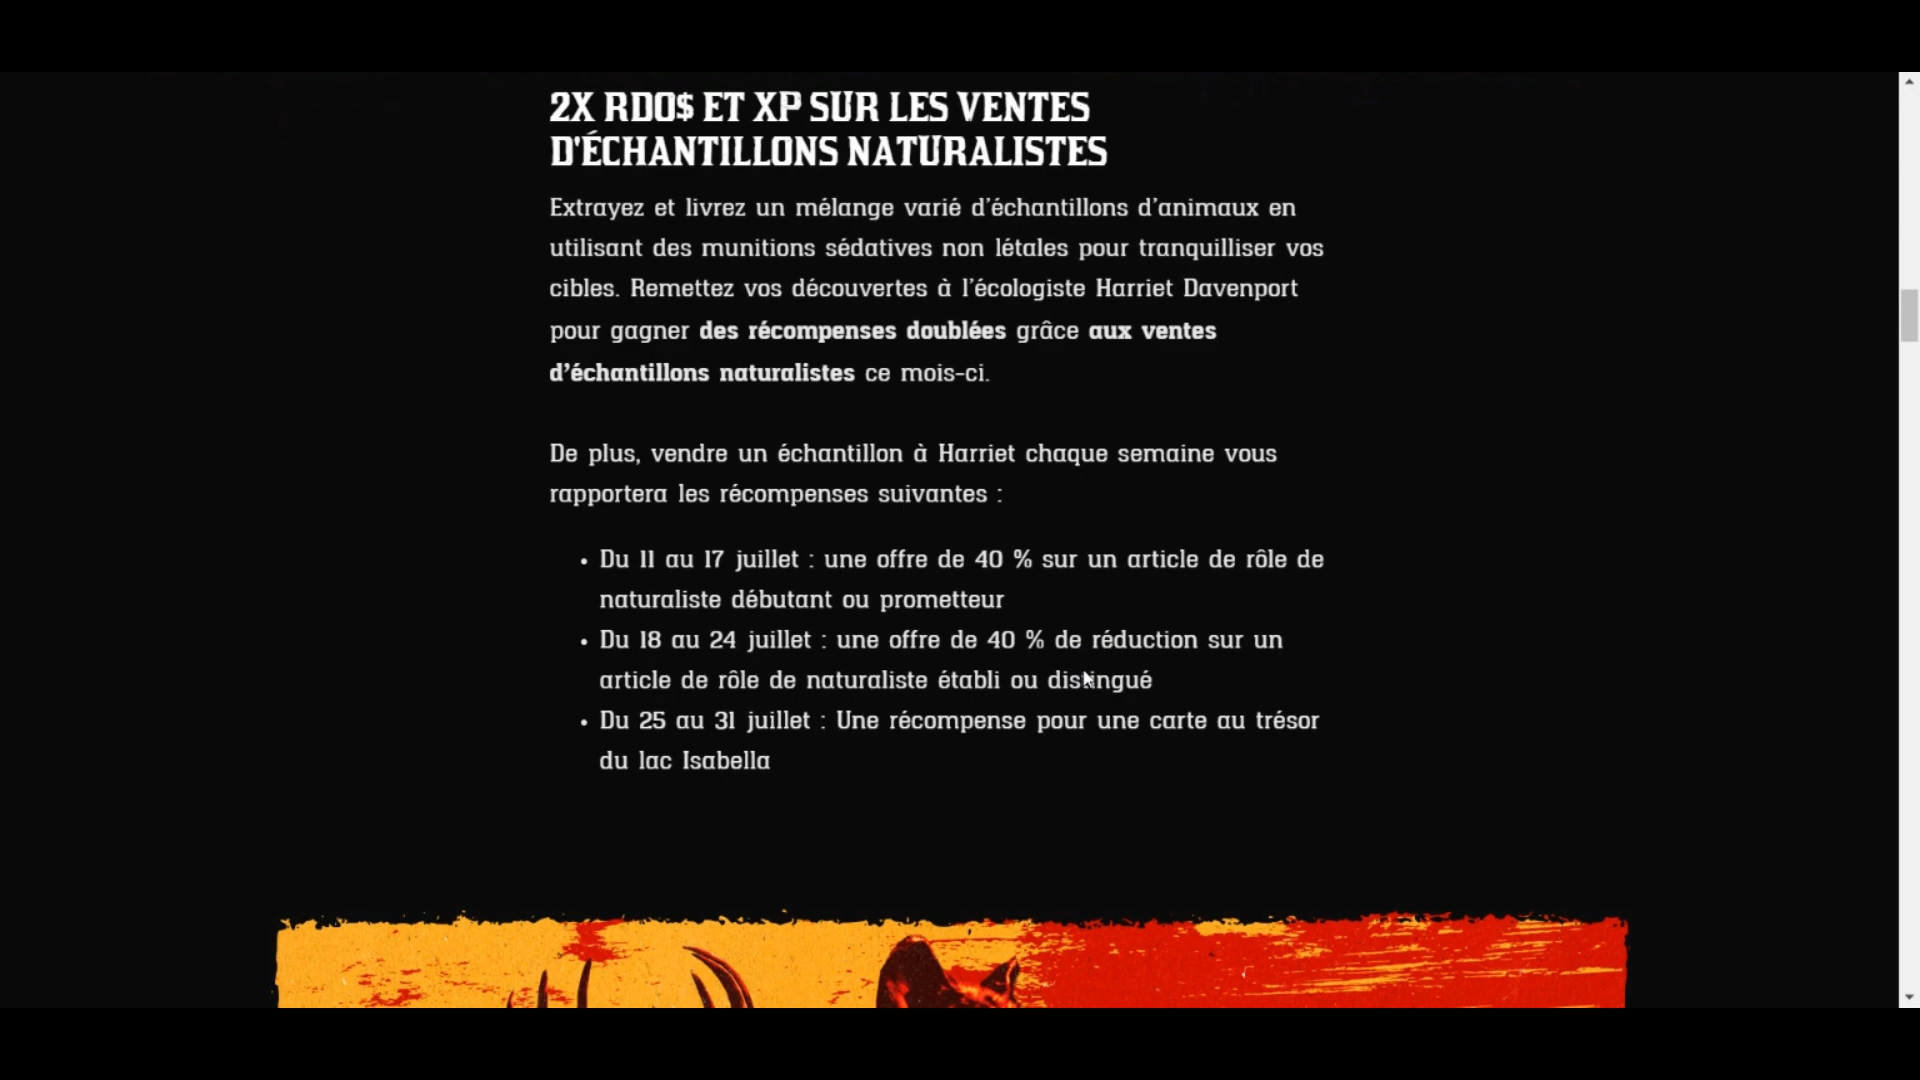 2X RDO$ ET XP SUR LES VENTES
D'ÉCHANTILLONS NATURALISTES
Extrayez et livrez un mélange varié d’échantillons d’animaux en
utilisant des munitions sédatives non létales pour tranquilliser vos
cibles. Remettez vos découvertes à l’écologiste Harriet Davenport
pour gagner des récompenses doublées grâce aux ventes
d’échantillons naturalistes ce mois-ci.
De plus, vendre un échantillon à Harriet chaque semaine vous
rapportera les récompenses suivantes :
• Du 11 au 17 juillet : une offre de 40 % sur un article de rôle de
naturaliste débutant ou prometteur
• Du 18 au 24 juillet : une offre de 40 % de réduction sur un
article de rôle de naturaliste établi ou distingué
• Du 25 au 31 juillet : Une récompense pour une carte au trésor
du lac Isabella